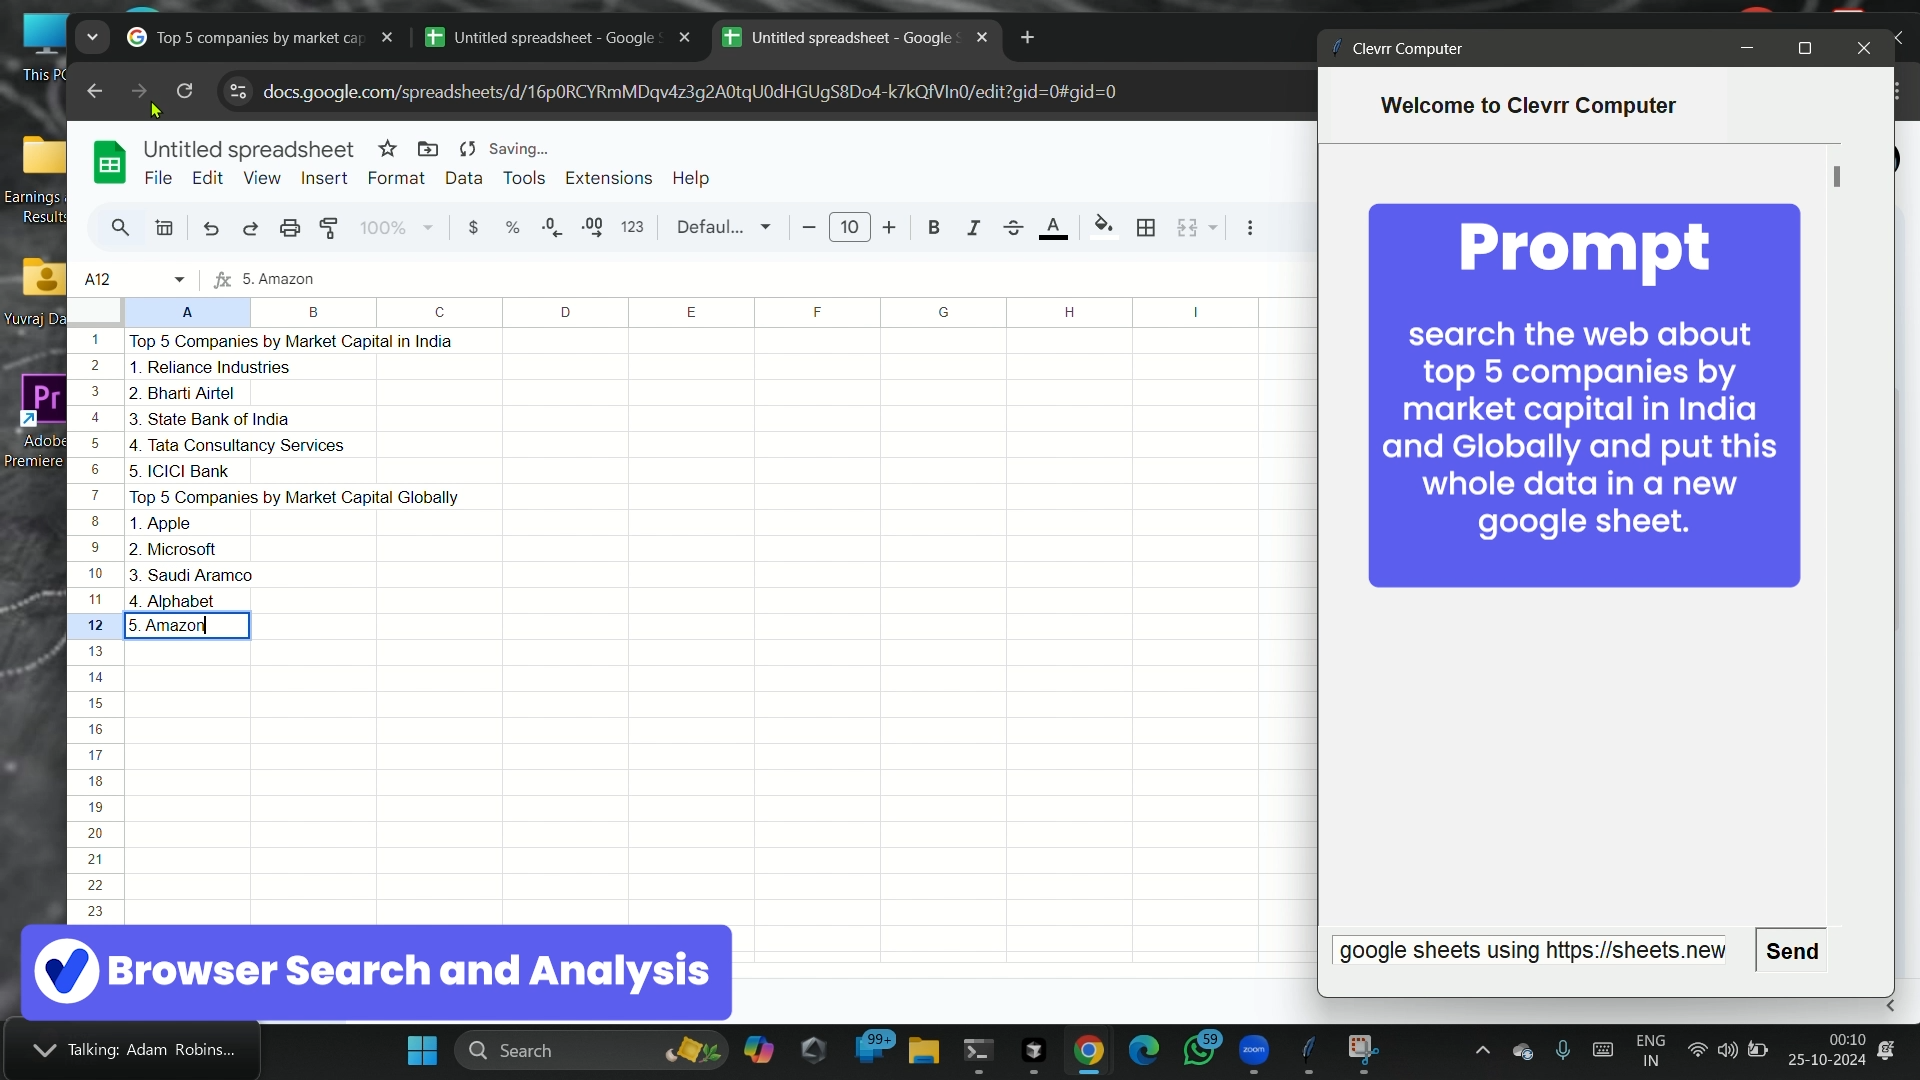 This PC
Top 5 companies by market cap
Untitled spreadsheet - Google
Untitled spreadsheet - Google
docs.google.com/spreadsheets/d/16p0RCYRmMDqv4z3g2A0tqU0dHGUgS8Do4-k7kQfVIn0/edit?gid=0#gid=0
Untitled spreadsheet
Saving...
File Edit View Insert Format Data Tools Extensions Help
100% $ % .0 .00 123 Defaul... 10 B I S A
A12 fx 5. Amazon
A B C D E F G H I
1 Top 5 Companies by Market Capital in India
2 1. Reliance Industries
3 2. Bharti Airtel
4 3. State Bank of India
5 4. Tata Consultancy Services
6 5. ICICI Bank
7 Top 5 Companies by Market Capital Globally
8 1. Apple
9 2. Microsoft
10 3. Saudi Aramco
11 4. Alphabet
12 5. Amazon
13
14
15
16
17
18
19
20
21
22
23
Earnings
Results
Yuvraj Da
Pr
Adobe
Premiere
Clevrr Computer
Welcome to Clevrr Computer
Prompt
search the web about
top 5 companies by
market capital in India
and Globally and put this
whole data in a new
google sheet.
google sheets using https://sheets.new
Send
Browser Search and Analysis
Talking: Adam Robins...
Search
99+
59
zoom
ENG
IN
00:10
25-10-2024